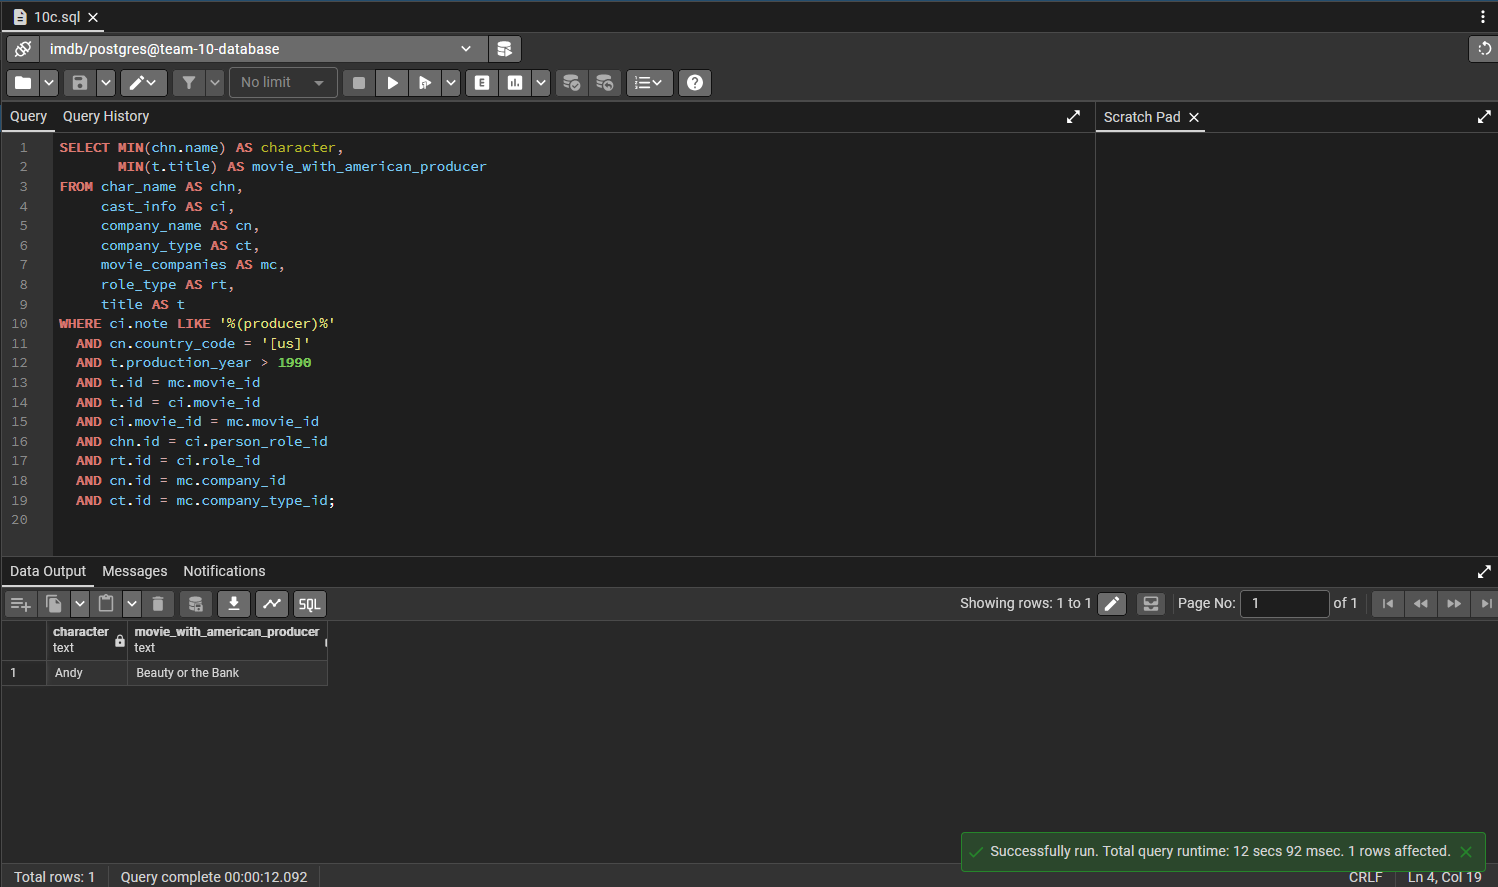 10c.sql
imdb/postgres@team-10-database
No limit
E
Query Query History
Scratch Pad
1 SELECT MIN(chn.name) AS character,
2 MIN(t.title) AS movie_with_american_producer
3 FROM char_name AS chn,
4 cast_info AS ci,
5 company_name AS cn,
6 company_type AS ct,
7 movie_companies AS mc,
8 role_type AS rt,
9 title AS t
10 WHERE ci.note LIKE '%(producer)%'
11 AND cn.country_code = '[us]'
12 AND t.production_year > 1990
13 AND t.id = mc.movie_id
14 AND t.id = ci.movie_id
15 AND ci.movie_id = mc.movie_id
16 AND chn.id = ci.person_role_id
17 AND rt.id = ci.role_id
18 AND cn.id = mc.company_id
19 AND ct.id = mc.company_type_id;
20
Data Output Messages Notifications
SQL Showing rows: 1 to 1 Page No: 1 of 1
character movie_with_american_producer
text text
1 Andy Beauty or the Bank
Successfully run. Total query runtime: 12 secs 92 msec. 1 rows affected.
Total rows: 1 Query complete 00:00:12.092 CRLF Ln 4, Col 19